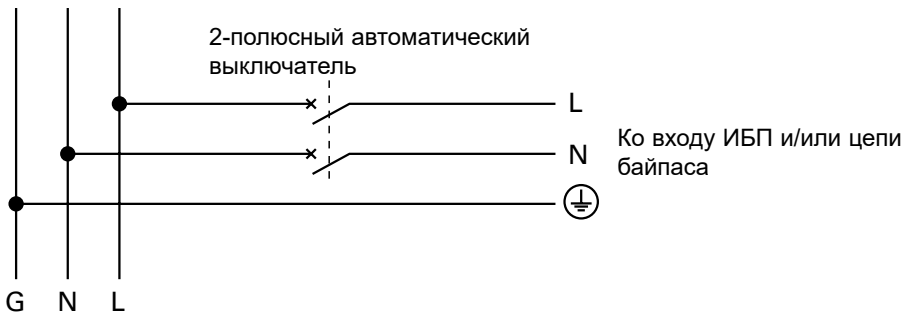 2-полюсный автоматический
выключатель
L
N
Ко входу ИБП и/или цепи
байпаса
G N L